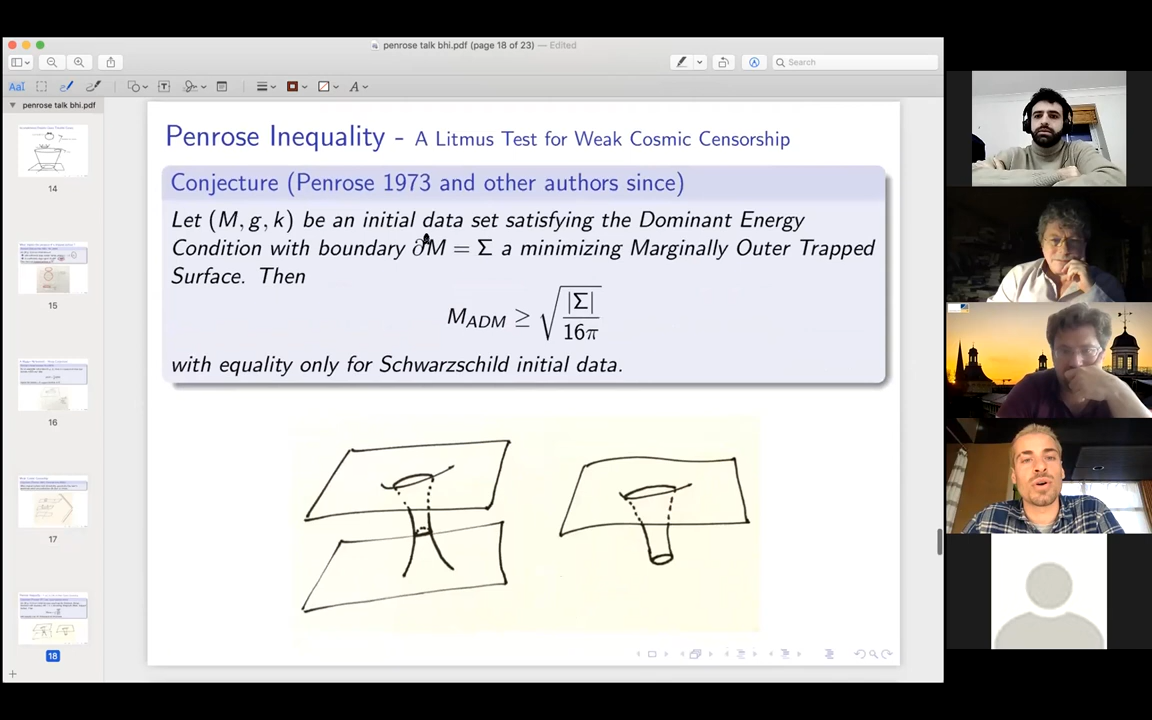 penrose talk bhi.pdf (page 18 of 23) — Edited
Search
penrose talk bhi.pdf
14
15
16
17
18
Penrose Inequality - A Litmus Test for Weak Cosmic Censorship
Conjecture (Penrose 1973 and other authors since)
Let (M, g, k) be an initial data set satisfying the Dominant Energy
Condition with boundary ∂M = Σ a minimizing Marginally Outer Trapped
Surface. Then
M_ADM ≥ √(|Σ|/16π)
with equality only for Schwarzschild initial data.